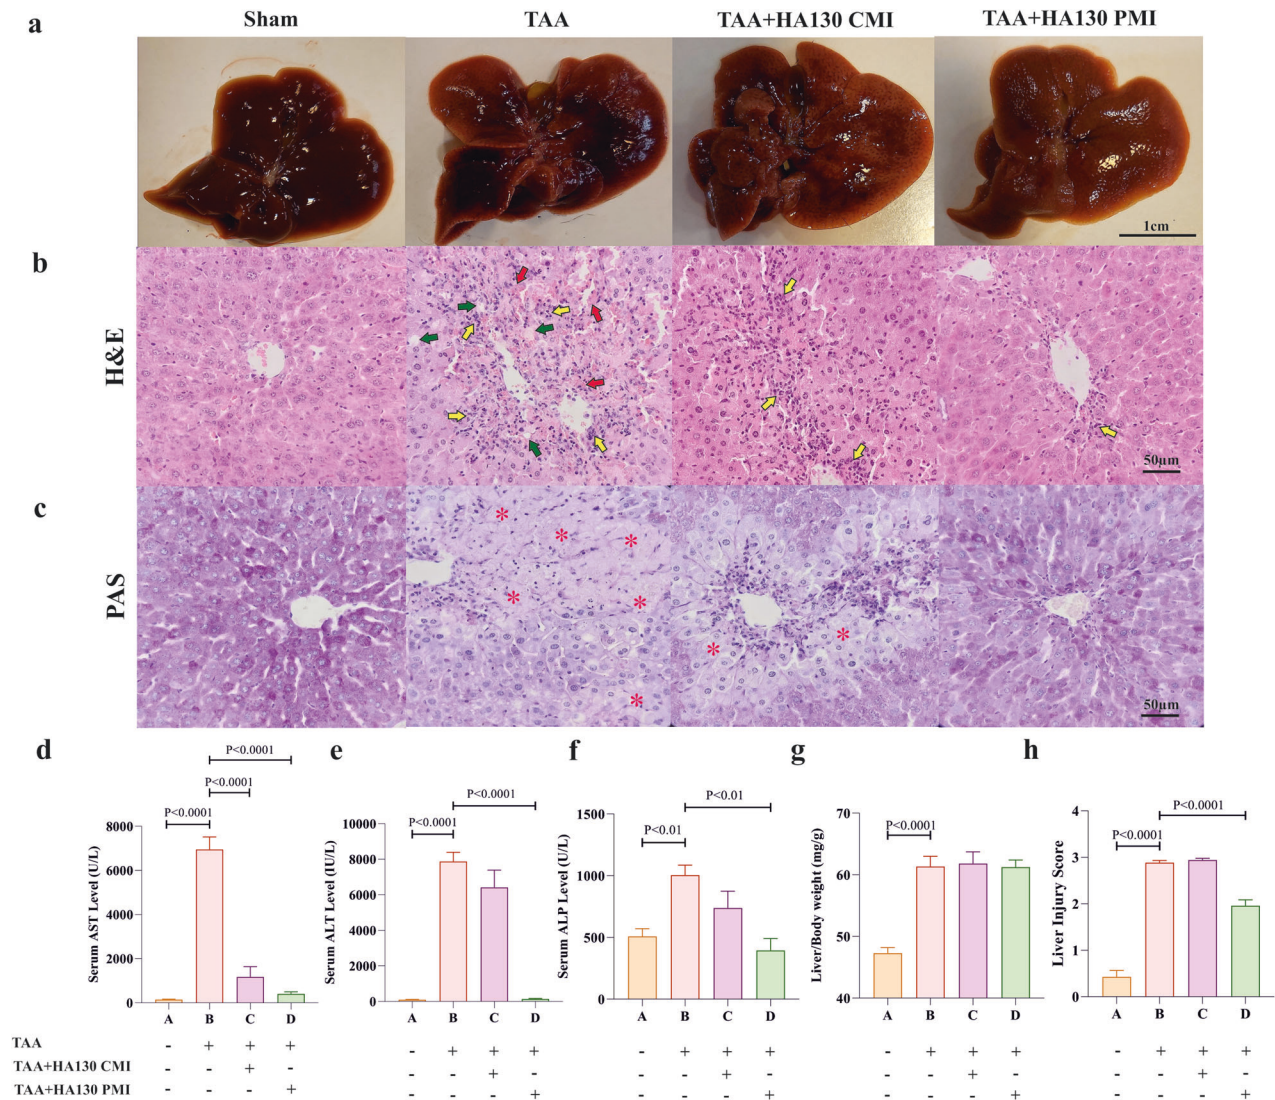 a
Sham
TAA
TAA+HA130 CMI
TAA+HA130 PMI
1cm
b
H&E
50μm
c
PAS
* * * * * * * *
50μm
d
P<0.0001
P<0.0001
P<0.0001
Serum AST Level (U/L)
8000
6000
4000
2000
0
A B C D
e
P<0.0001
P<0.0001
Serum ALT Level (IU/L)
10000
8000
6000
4000
2000
0
A B C D
f
P<0.01
P<0.01
Serum ALP Level (U/L)
1500
1000
500
0
A B C D
g
P<0.0001
Liver/Body weight (mg/g)
70
60
50
40
A B C D
h
P<0.0001
P<0.0001
Liver Injury Score
4
3
2
1
0
A B C D
TAA - + + + - + + + - + + + - + + + - + + +
TAA+HA130 CMI - - + - - - + - - - + - - - + - - - + -
TAA+HA130 PMI - - - + - - - + - - - + - - - + - - - +